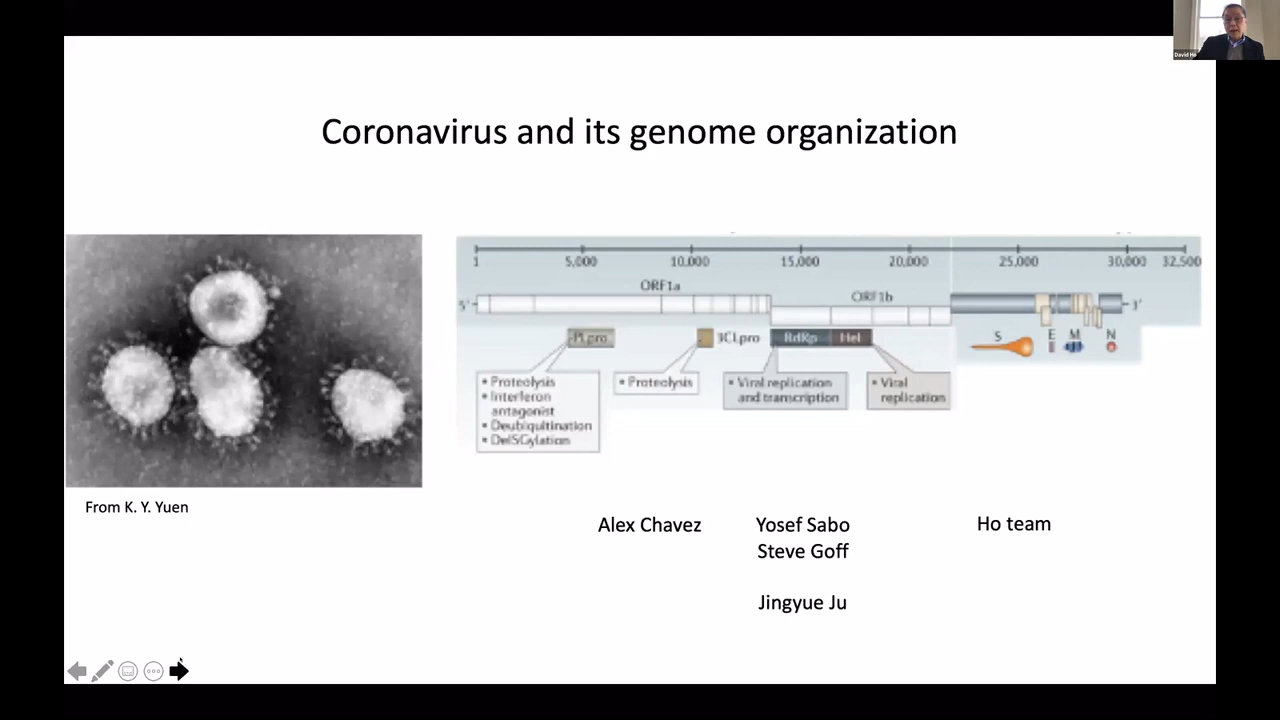 David Ho
Coronavirus and its genome organization
1 5,000 10,000 15,000 20,000 25,000 30,000 32,500
ORF1a
ORF1b
5' 3'
PLpro 3CLpro RdRp Hel S E M N
• Proteolysis
• Interferon
antagonist
• Deubiquitination
• DeISGylation
• Proteolysis
• Viral replication
and transcription
• Viral
replication
From K. Y. Yuen
Alex Chavez
Yosef Sabo
Steve Goff
Jingyue Ju
Ho team